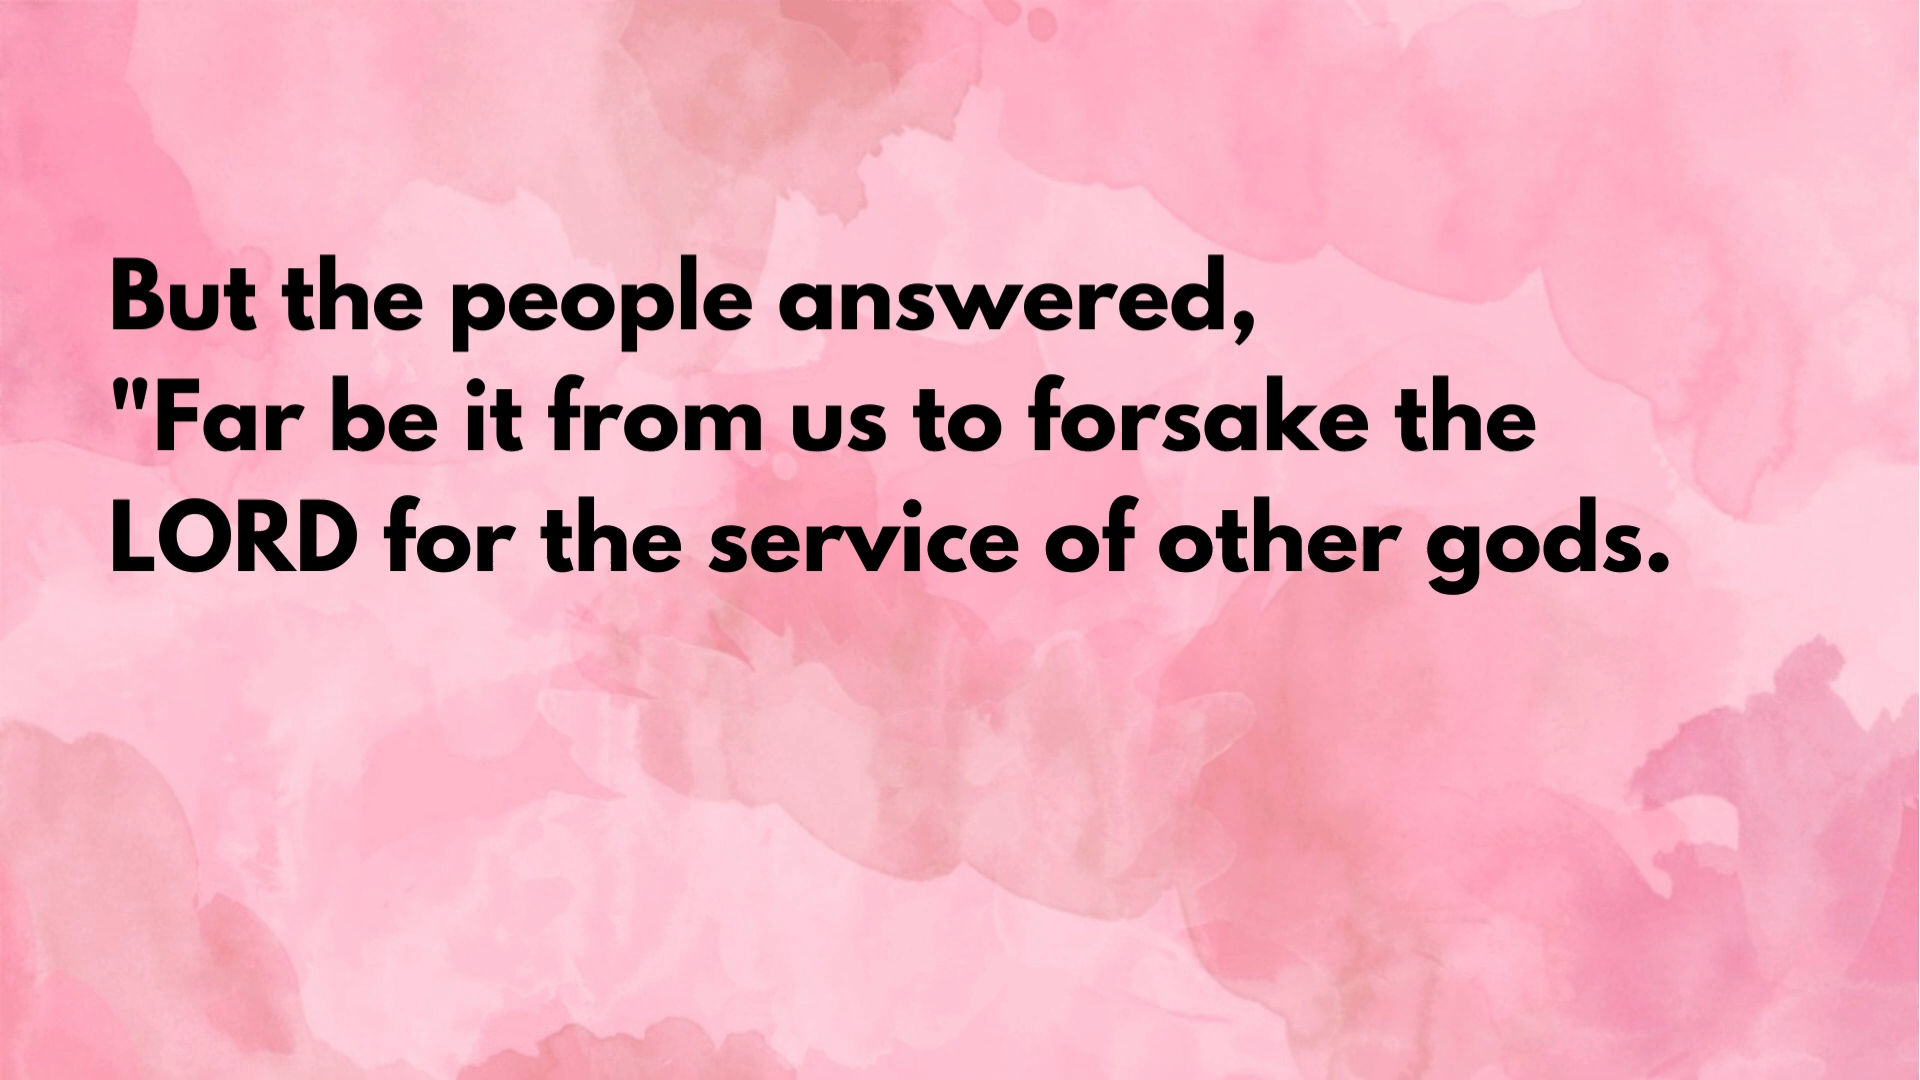 But the people answered,
"Far be it from us to forsake the
LORD for the service of other gods.